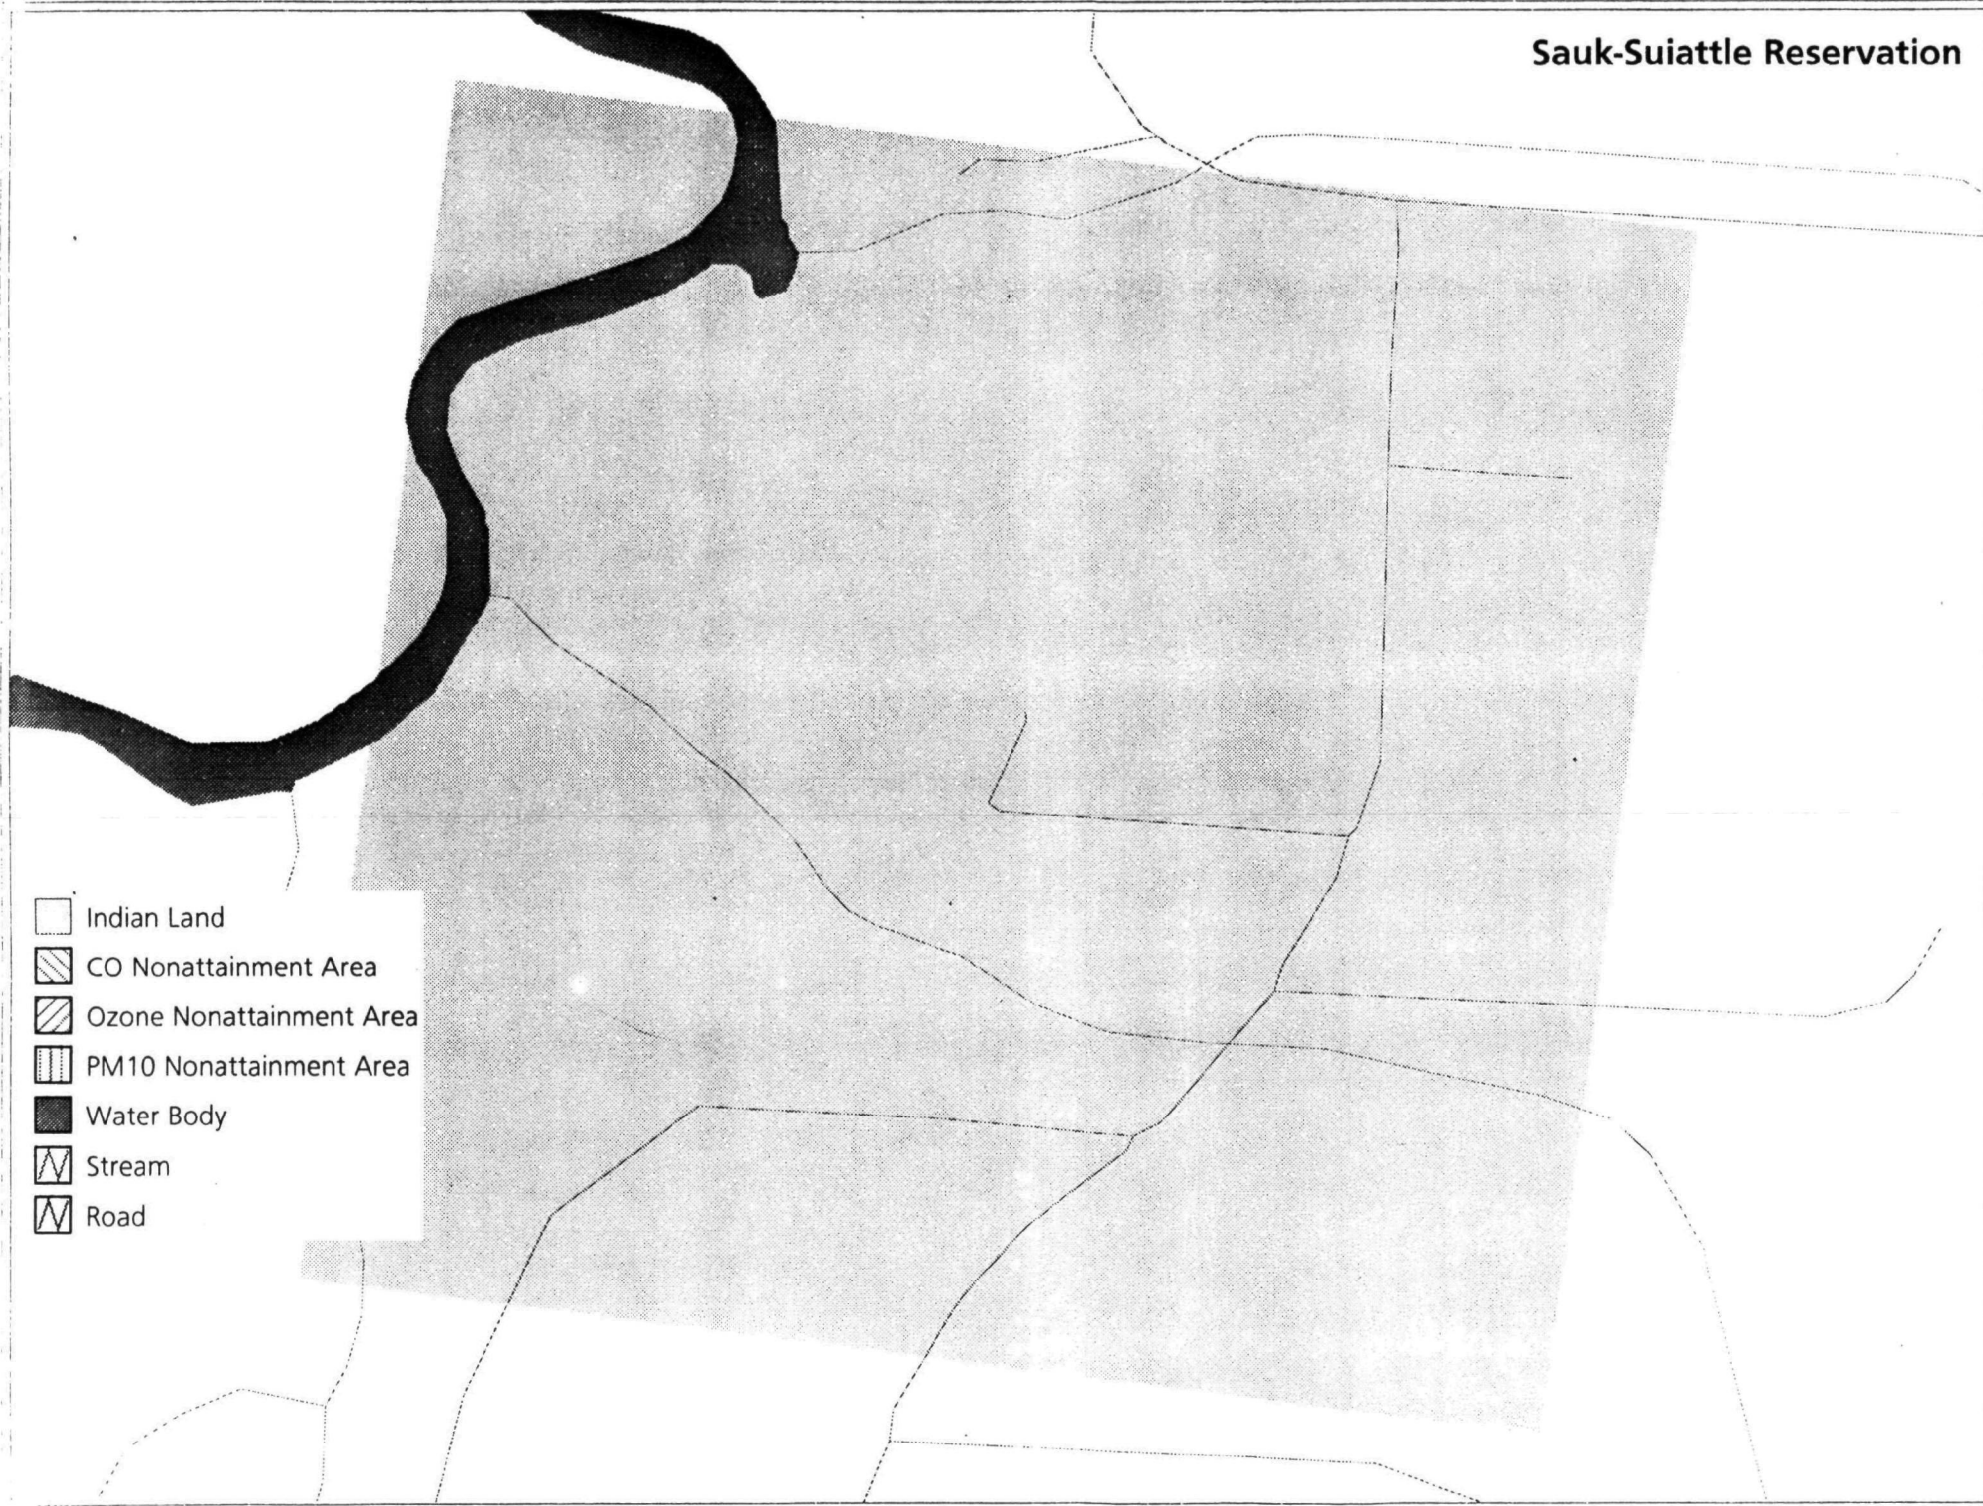 Sauk-Suiattle Reservation
Indian Land
CO Nonattainment Area
Ozone Nonattainment Area
PM10 Nonattainment Area
Water Body
Stream
Road